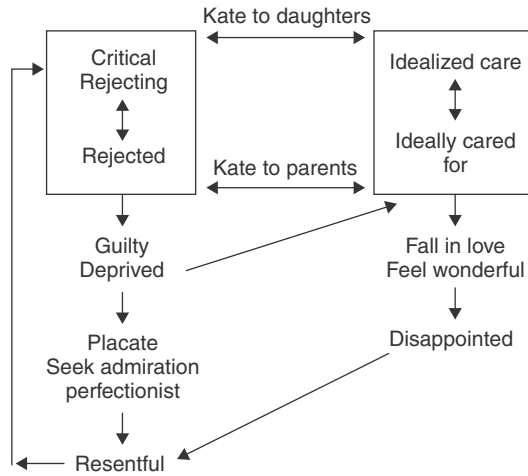 Kate to daughters
Critical
Rejecting
Rejected
Idealized care
Ideally cared
for
Kate to parents
Guilty
Deprived
Fall in love
Feel wonderful
Placate
Seek admiration
perfectionist
Disappointed
Resentful